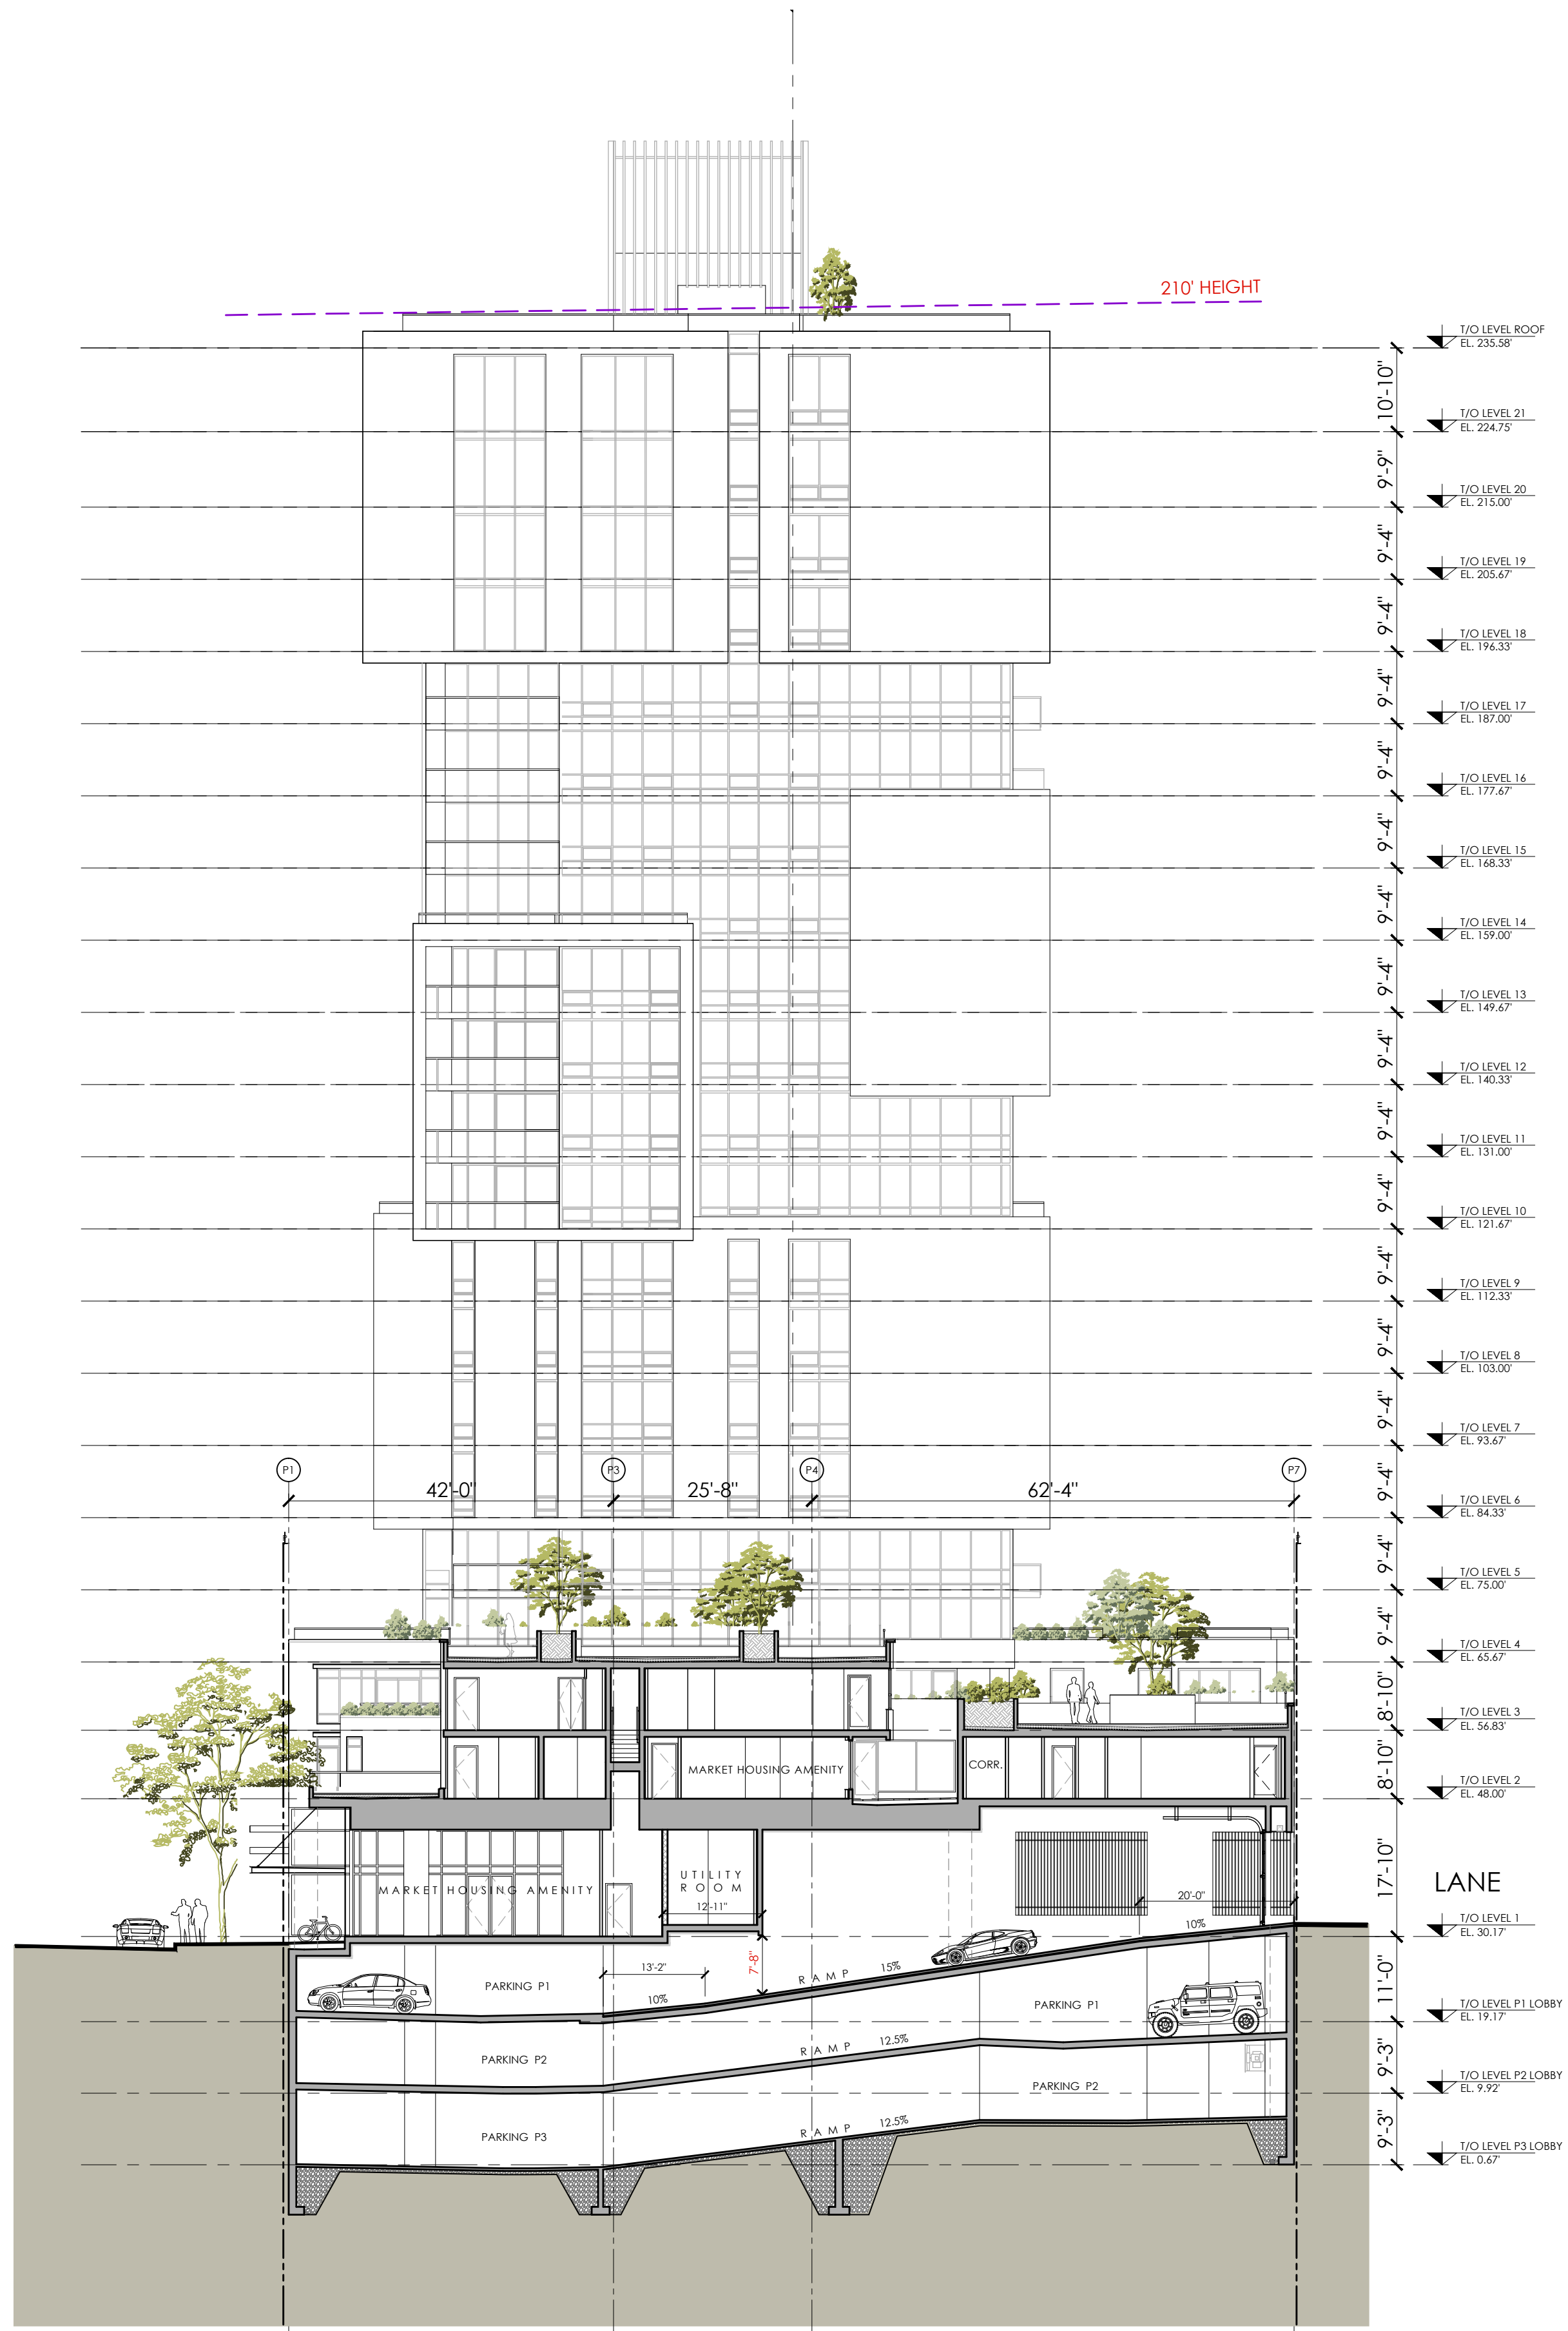 210' HEIGHT
T/O LEVEL ROOF
EL. 235.58'
10'-10"
T/O LEVEL 21
EL. 224.75'
9'-9"
T/O LEVEL 20
EL. 215.00'
9'-4"
T/O LEVEL 19
EL. 205.67'
9'-4"
T/O LEVEL 18
EL. 196.33'
9'-4"
T/O LEVEL 17
EL. 187.00'
9'-4"
T/O LEVEL 16
EL. 177.67'
9'-4"
T/O LEVEL 15
EL. 168.33'
9'-4"
T/O LEVEL 14
EL. 159.00'
9'-4"
T/O LEVEL 13
EL. 149.67'
9'-4"
T/O LEVEL 12
EL. 140.33'
9'-4"
T/O LEVEL 11
EL. 131.00'
9'-4"
T/O LEVEL 10
EL. 121.67'
9'-4"
T/O LEVEL 9
EL. 112.33'
9'-4"
T/O LEVEL 8
EL. 103.00'
9'-4"
T/O LEVEL 7
EL. 93.67'
P1
P3
P4
P7
42'-0"
25'-8"
62'-4"
9'-4"
T/O LEVEL 6
EL. 84.33'
9'-4"
T/O LEVEL 5
EL. 75.00'
9'-4"
T/O LEVEL 4
EL. 65.67'
8'-10"
T/O LEVEL 3
EL. 56.83'
MARKET HOUSING AMENITY
CORR.
8'-10"
T/O LEVEL 2
EL. 48.00'
MARKET HOUSING AMENITY
UTILITY
ROOM
12'-11"
20'-0"
17'-10"
LANE
10%
T/O LEVEL 1
EL. 30.17'
7'-8"
13'-2"
PARKING P1
10%
RAMP 15%
PARKING P1
11'-0"
T/O LEVEL P1 LOBBY
EL. 19.17'
PARKING P2
RAMP 12.5%
PARKING P2
9'-3"
T/O LEVEL P2 LOBBY
EL. 9.92'
PARKING P3
RAMP 12.5%
9'-3"
T/O LEVEL P3 LOBBY
EL. 0.67'